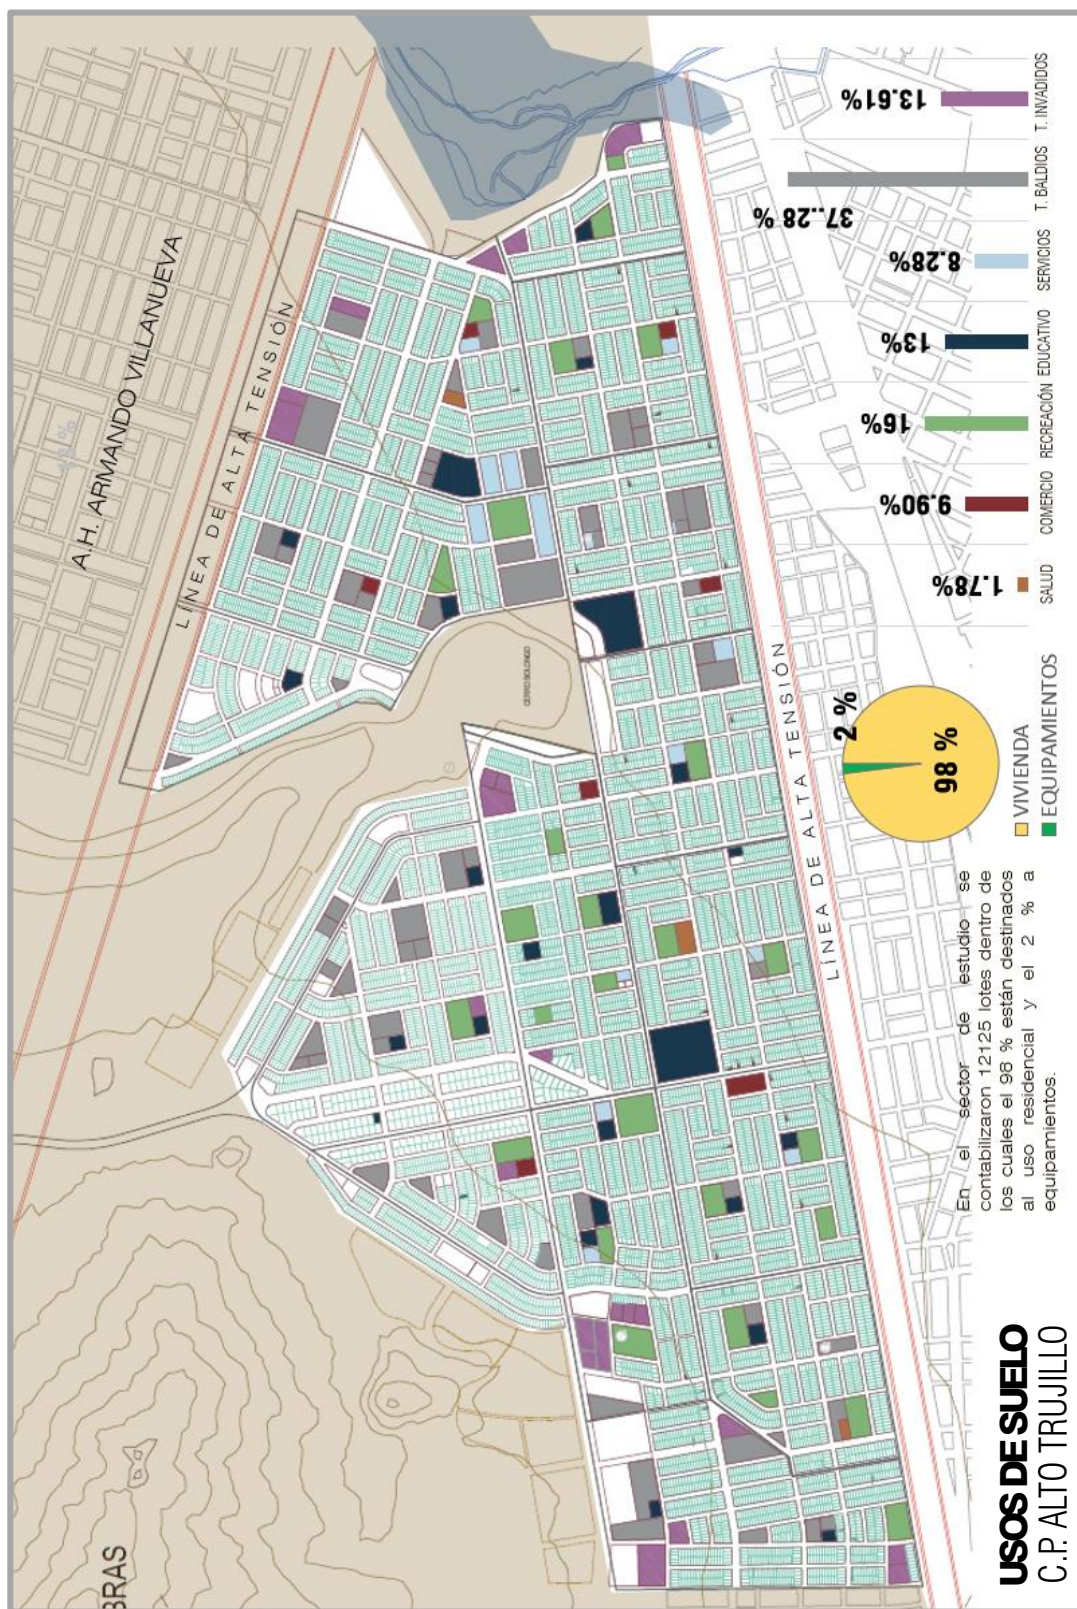 A.H. ARMANDO VILLANUEVA
LÍNEA DE ALTA TENSIÓN
CERRO BOLONGO
BRAS
LÍNEA DE ALTA TENSIÓN
USOS DE SUELO
C.P. ALTO TRUJILLO
En el sector de estudio se
contabilizaron 12125 lotes dentro de
los cuales el 98 % están destinados
al uso residencial y el 2 % a
equipamientos.
2 %
98 %
VIVIENDA
EQUIPAMIENTOS
1.78%
9.90%
16%
13%
8.28%
37..28 %
13.61%
SALUD
COMERCIO
RECREACIÓN
EDUCATIVO
SERVICIOS
T. BALDIOS
T. INVADIDOS